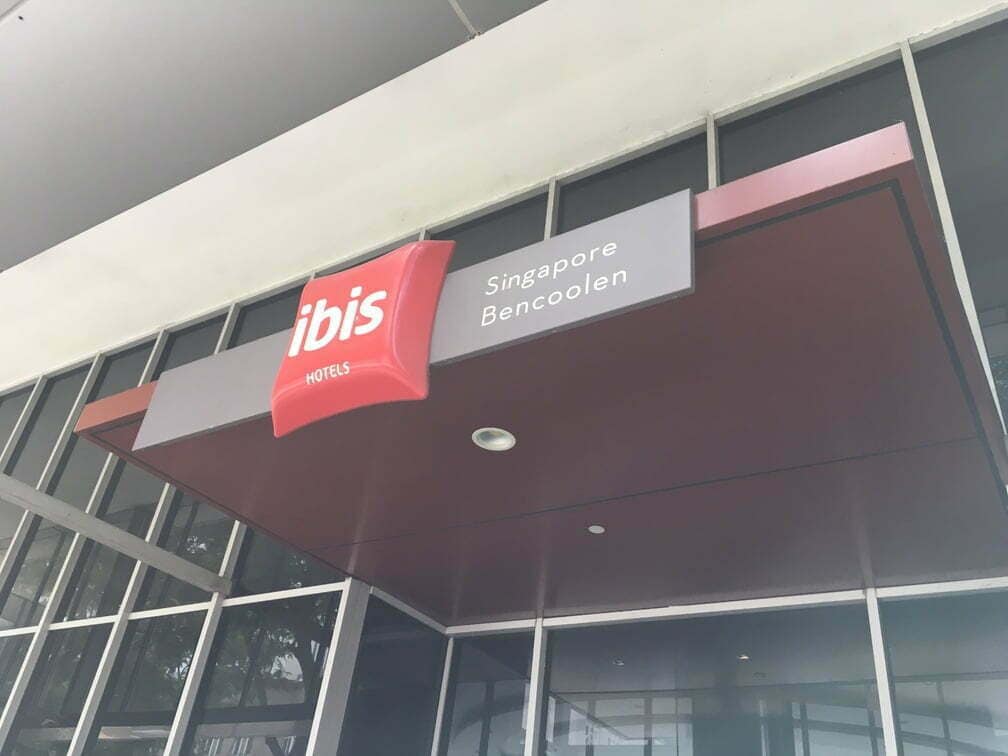 ibis
HOTELS
Singapore
Bencoolen